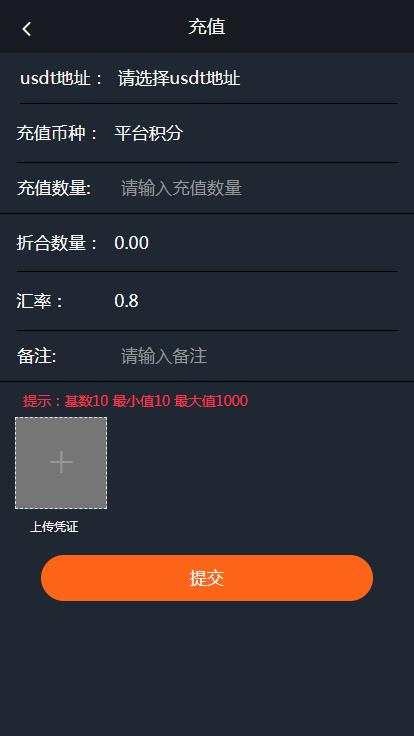 充值
usdt地址： 请选择usdt地址
充值币种： 平台积分
充值数量: 请输入充值数量
折合数量： 0.00
汇率： 0.8
备注: 请输入备注
提示：基数10 最小值10 最大值1000
上传凭证
提交